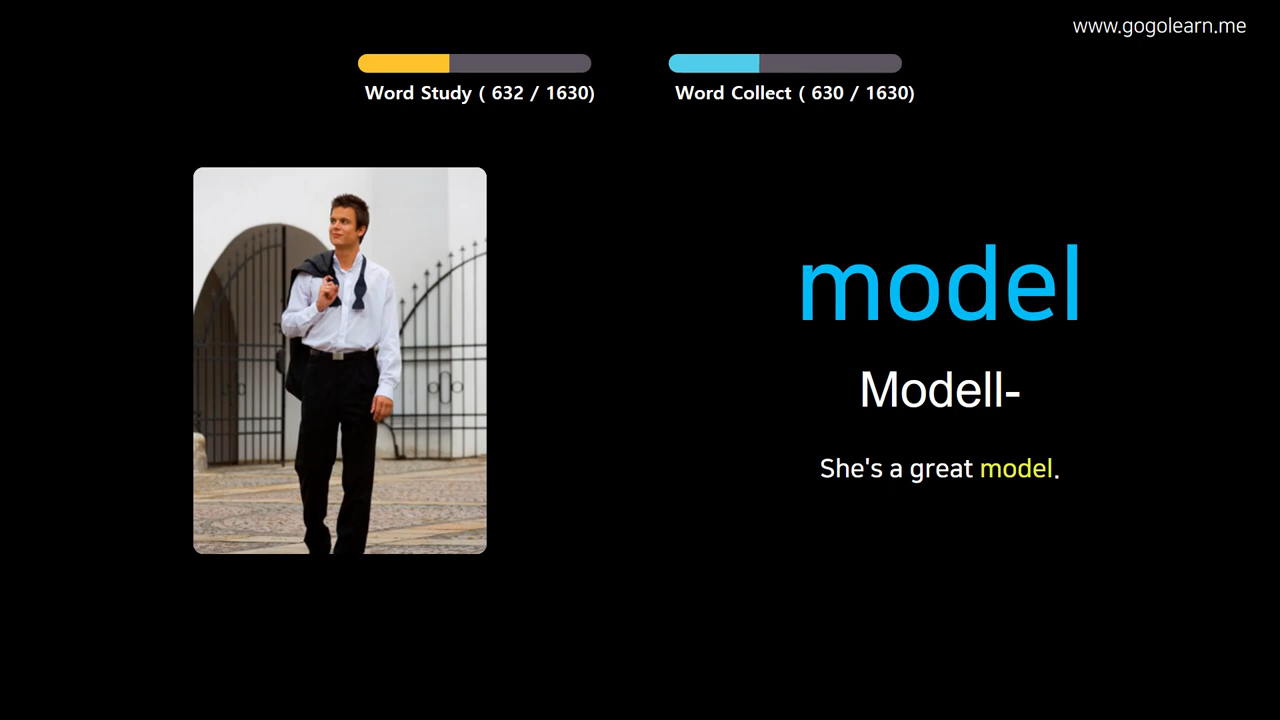 www.gogolearn.me
Word Study ( 632 / 1630)
Word Collect ( 630 / 1630)
model
Modell-
She's a great model.